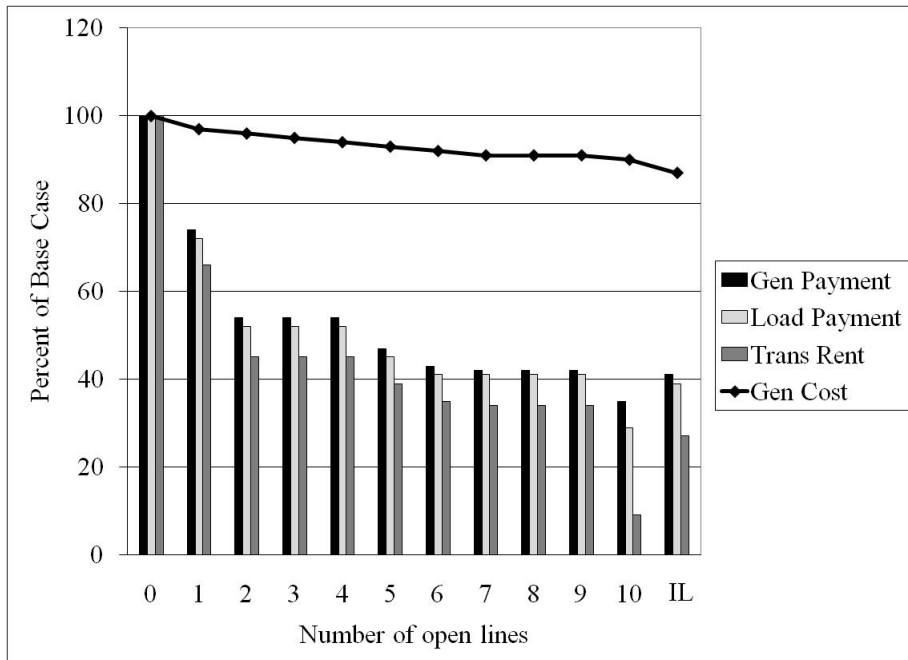 120
100
80
60
40
20
0
Percent of Base Case
0 1 2 3 4 5 6 7 8 9 10 IL
Number of open lines
Gen Payment
Load Payment
Trans Rent
Gen Cost